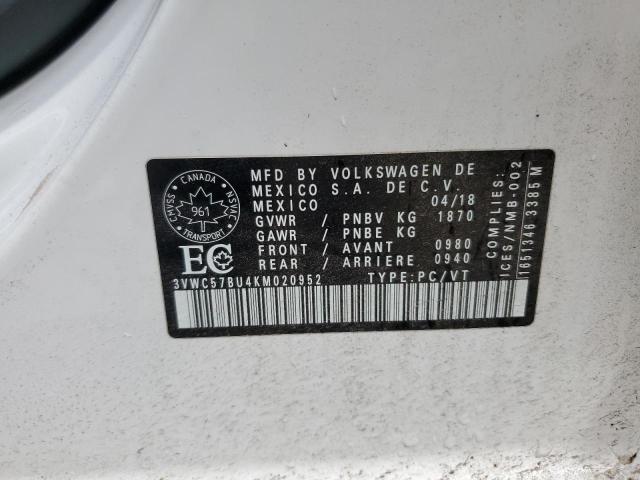 CANADA
CMVSS
NSVAC
961
TRANSPORT
EC
MFD BY VOLKSWAGEN DE
MEXICO S.A. DE C.V.
MEXICO 04/18
GVWR / PNBV KG 1870
GAWR / PNBE KG
FRONT / AVANT 0980
REAR / ARRIERE 0940
3VWC57BU4KM020952 TYPE:PC/VT
COMPLIES:
ICES/NMB-002
1651346 3385 M